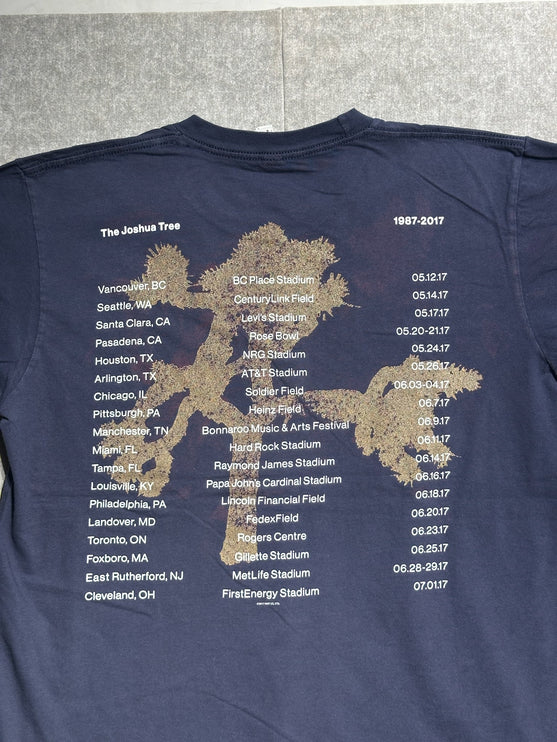 The Joshua Tree 1987-2017
Vancouver, BC BC Place Stadium 05.12.17
Seattle, WA CenturyLink Field 05.14.17
Santa Clara, CA Levi's Stadium 05.17.17
Pasadena, CA Rose Bowl 05.20-21.17
Houston, TX NRG Stadium 05.24.17
Arlington, TX AT&T Stadium 05.26.17
Chicago, IL Soldier Field 06.03-04.17
Pittsburgh, PA Heinz Field 06.7.17
Manchester, TN Bonnaroo Music & Arts Festival 06.9.17
Miami, FL Hard Rock Stadium 06.11.17
Tampa, FL Raymond James Stadium 06.14.17
Louisville, KY Papa John's Cardinal Stadium 06.16.17
Philadelphia, PA Lincoln Financial Field 06.18.17
Landover, MD FedexField 06.20.17
Toronto, ON Rogers Centre 06.23.17
Foxboro, MA Gillette Stadium 06.25.17
East Rutherford, NJ MetLife Stadium 06.28-29.17
Cleveland, OH FirstEnergy Stadium 07.01.17